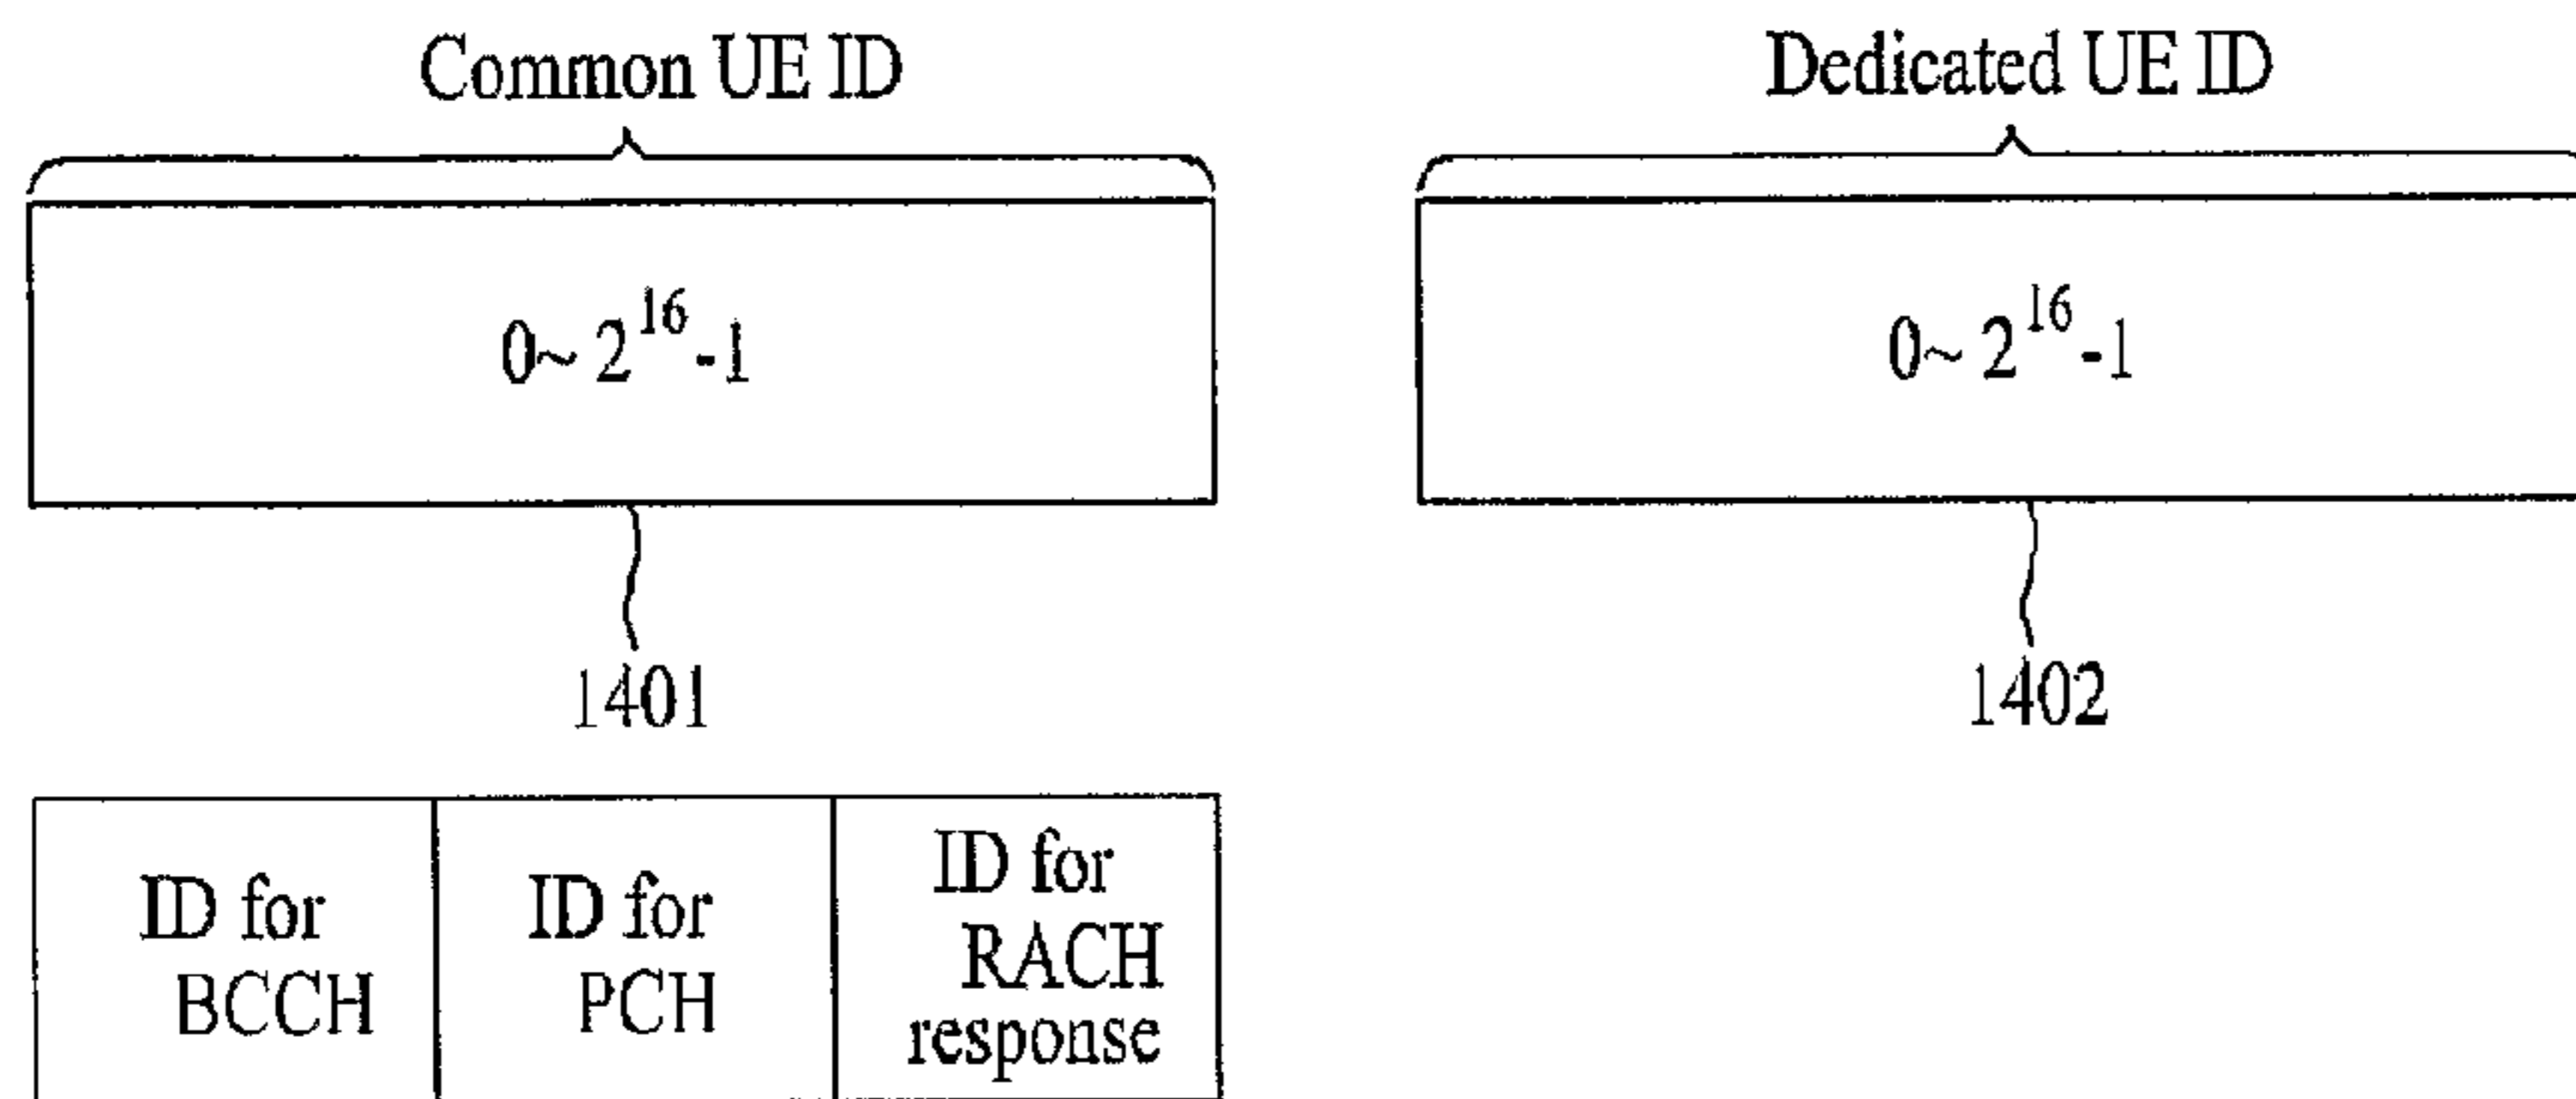 Common UE ID
Dedicated UE ID
0~ 2^16 -1
0~ 2^16 -1
1401
1402
ID for
BCCH
ID for
PCH
ID for
RACH
response